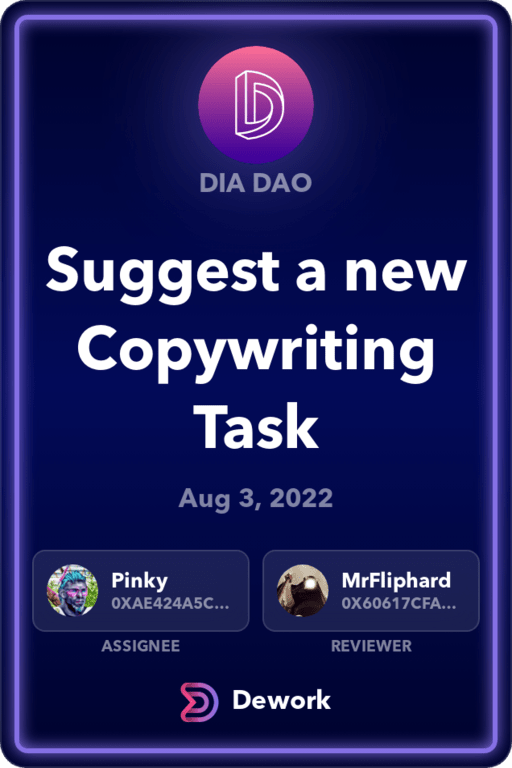 DIA DAO
Suggest a new
Copywriting
Task
Aug 3, 2022
Pinky
0XAE424A5C...
MrFliphard
0X60617CFA...
ASSIGNEE
REVIEWER
Dework